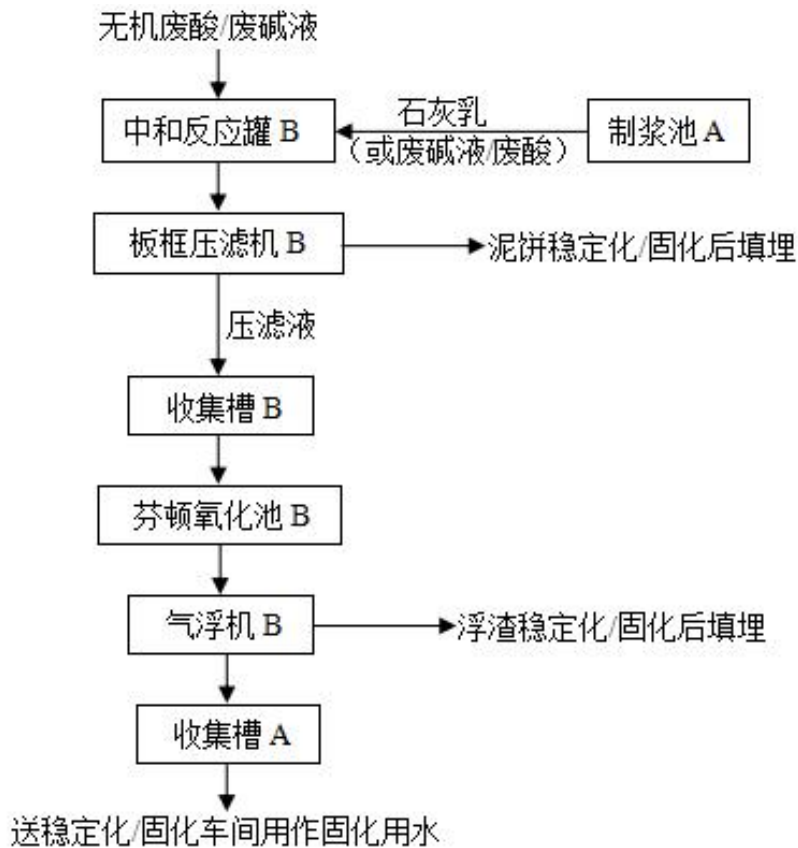 无机废酸/废碱液
中和反应罐 B
石灰乳
（或废碱液/废酸）
制浆池 A
板框压滤机 B
泥饼稳定化/固化后填埋
压滤液
收集槽 B
芬顿氧化池 B
气浮机 B
浮渣稳定化/固化后填埋
收集槽 A
送稳定化/固化车间用作固化用水